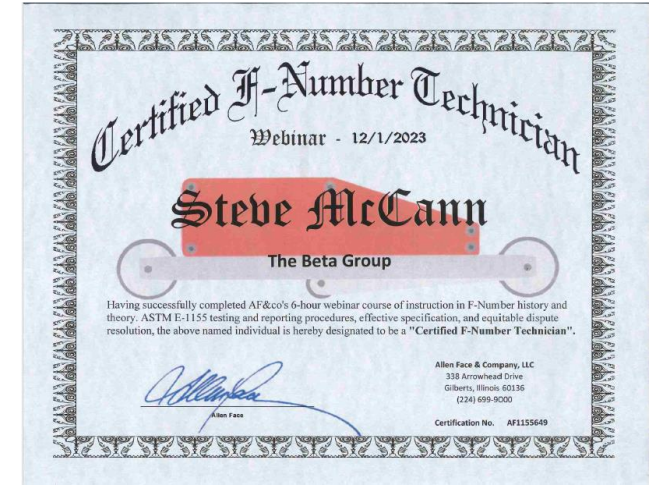 Certified F-Number Technician
Webinar - 12/1/2023
Steve McCann
The Beta Group
Having successfully completed AF&co's 6-hour webinar course of instruction in F-Number history and
theory. ASTM E-1155 testing and reporting procedures, effective specification, and equitable dispute
resolution, the above named individual is hereby designated to be a "Certified F-Number Technician".
Allen Face
Allen Face & Company, LLC
338 Arrowhead Drive
Gilberts, Illinois 60136
(224) 699-9000
Certification No. AF1155649